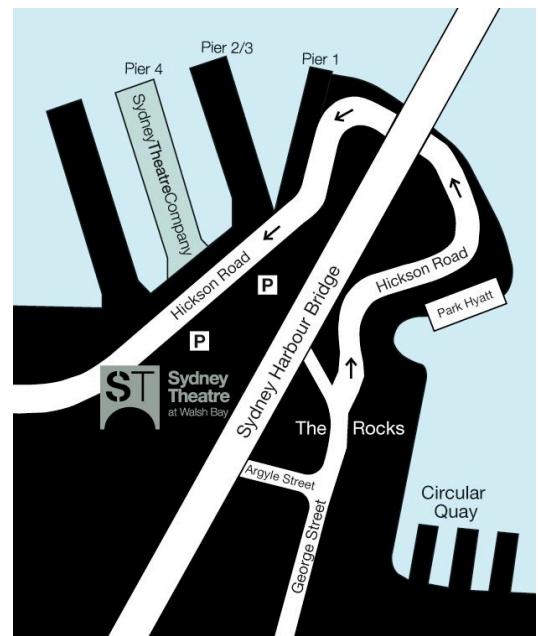 Pier 2/3
Pier 1
Pier 4
SydneyTheatreCompany
Hickson Road
Hickson Road
P
Sydney Harbour Bridge
Park Hyatt
P
ST
Sydney
Theatre
at Walsh Bay
The Rocks
Argyle Street
Circular
Quay
George Street